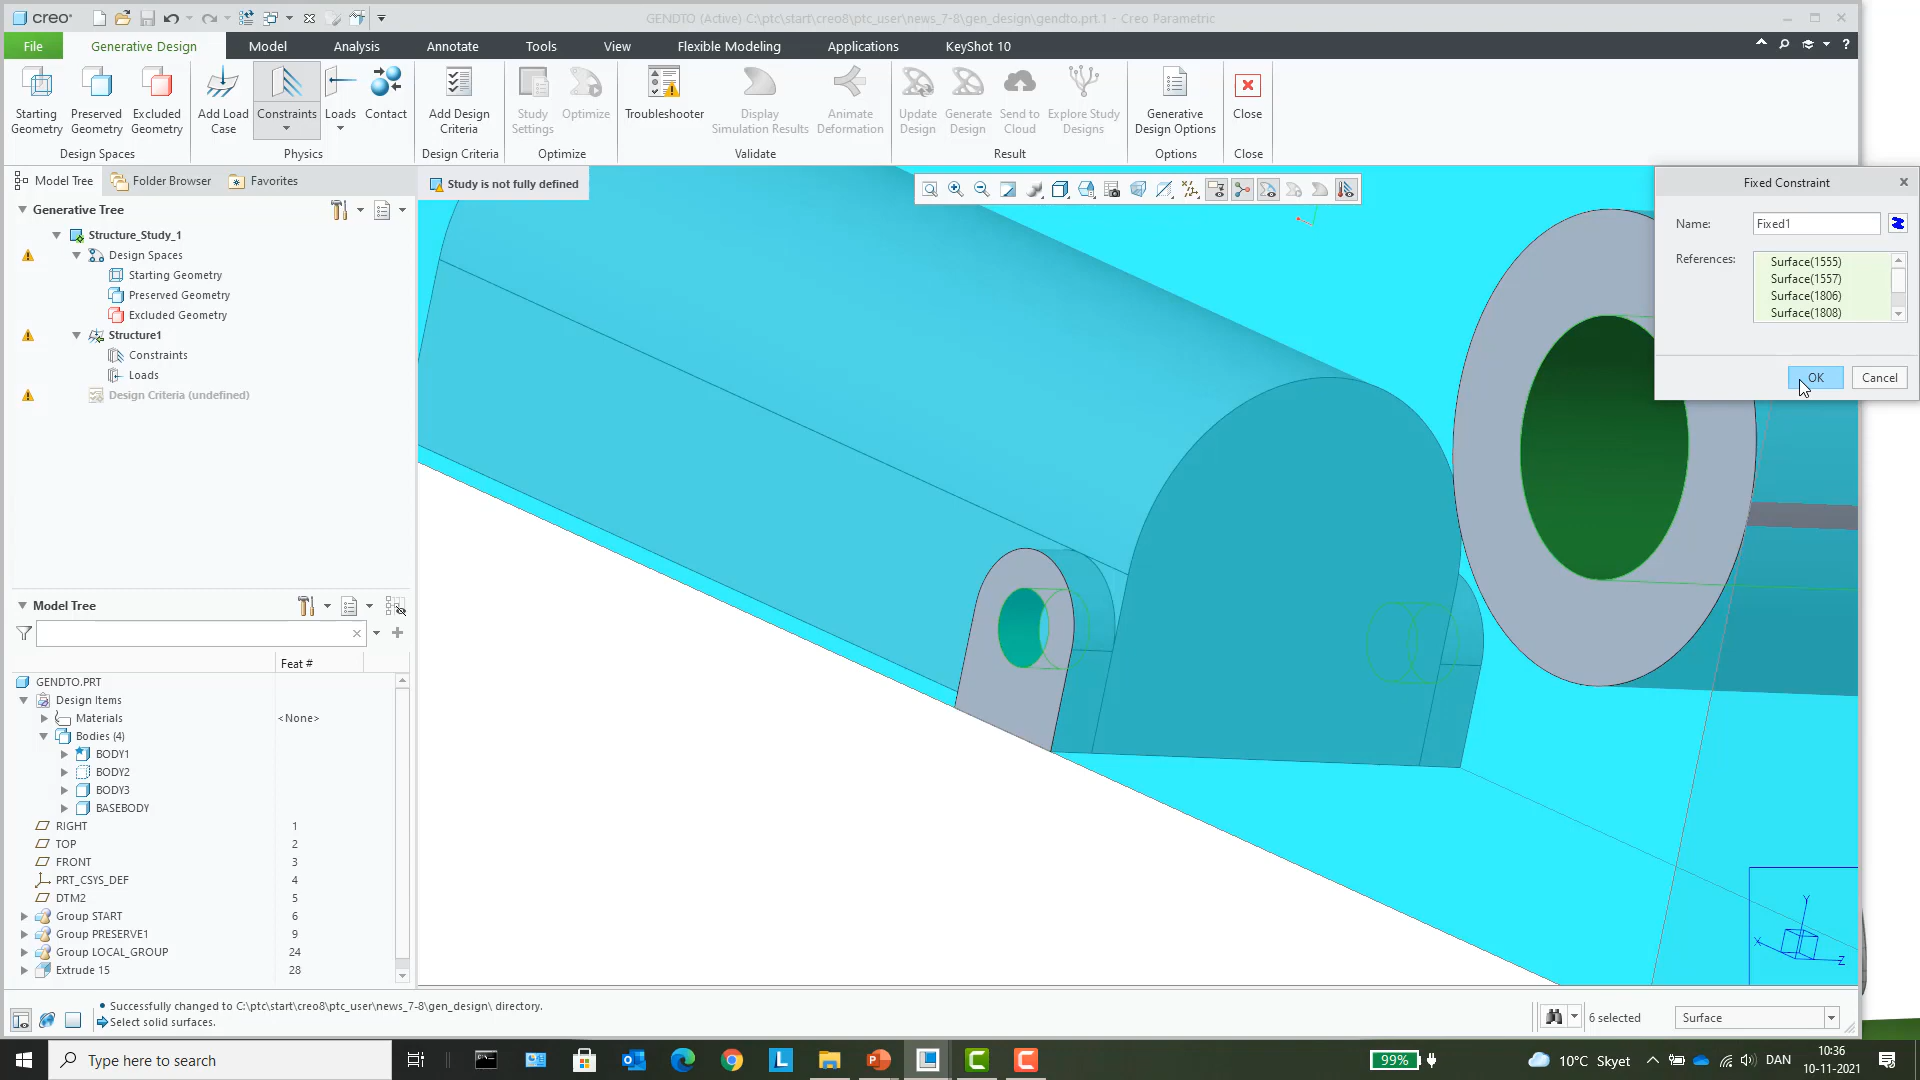 creo
GENDTO (Active) C:\ptc\start\creo8\ptc_user\news_7-8\gen_design\gendto.prt.1 - Creo Parametric
File
Generative Design
Model
Analysis
Annotate
Tools
View
Flexible Modeling
Applications
KeyShot 10
Starting Geometry
Preserved Geometry
Excluded Geometry
Add Load Case
Constraints
Loads
Contact
Add Design Criteria
Study Settings
Optimize
Troubleshooter
Display Simulation Results
Animate Deformation
Update Design
Generate Design
Send to Cloud
Explore Study Designs
Generative Design Options
Close
Design Spaces
Physics
Design Criteria
Optimize
Validate
Result
Options
Close
Model Tree
Folder Browser
Favorites
Study is not fully defined
Generative Tree
Structure_Study_1
Design Spaces
Starting Geometry
Preserved Geometry
Excluded Geometry
Structure1
Constraints
Loads
Design Criteria (undefined)
Fixed Constraint
Name:
Fixed1
References:
Surface(1555)
Surface(1557)
Surface(1806)
Surface(1808)
OK
Cancel
Model Tree
Feat #
GENDTO.PRT
Design Items
Materials
<None>
Bodies (4)
BODY1
BODY2
BODY3
BASEBODY
RIGHT 1
TOP 2
FRONT 3
PRT_CSYS_DEF 4
DTM2 5
Group START 6
Group PRESERVE1 9
Group LOCAL_GROUP 24
Extrude 15 28
Y
X
Z
• Successfully changed to C:\ptc\start\creo8\ptc_user\news_7-8\gen_design\ directory.
Select solid surfaces.
6 selected
Surface
Type here to search
99%
10°C Skyet
DAN
10:36
10-11-2021